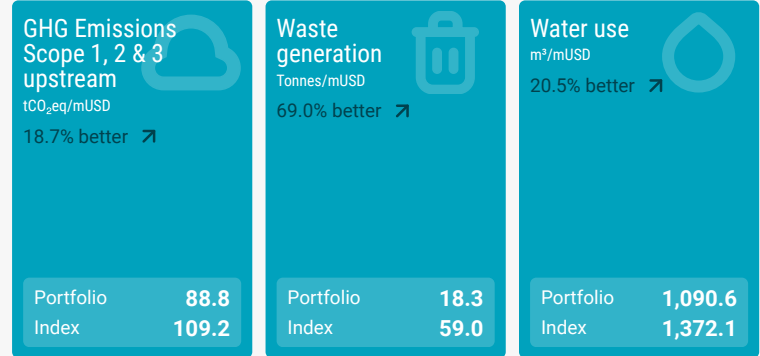 GHG Emissions
Scope 1, 2 & 3
upstream
tCO₂eq/mUSD
18.7% better
Portfolio 88.8
Index 109.2
Waste
generation
Tonnes/mUSD
69.0% better
Portfolio 18.3
Index 59.0
Water use
m³/mUSD
20.5% better
Portfolio 1,090.6
Index 1,372.1